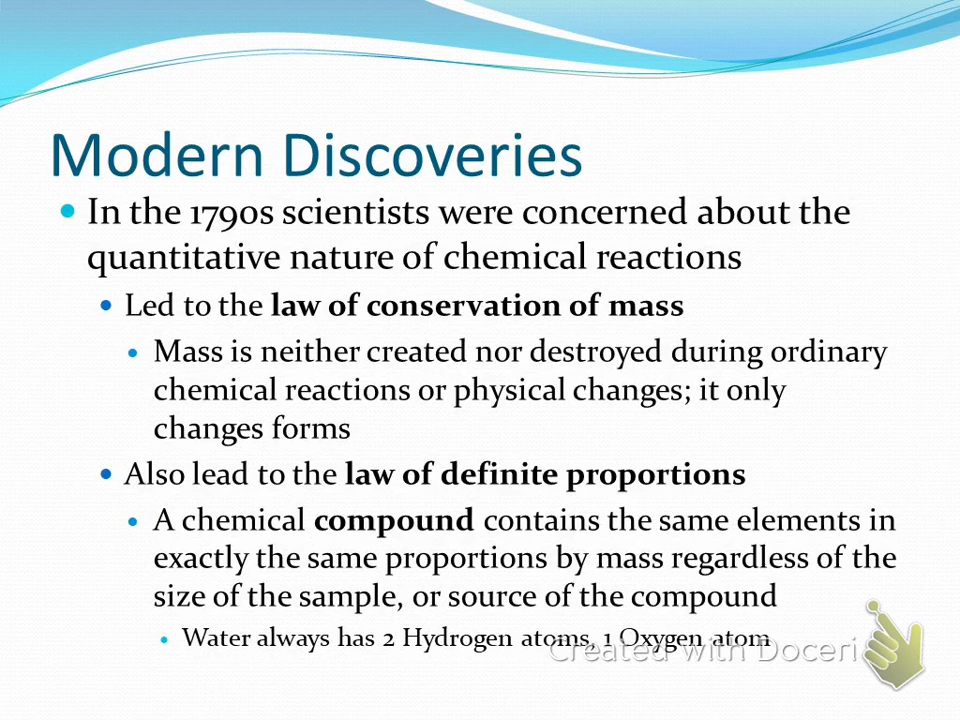 Modern Discoveries
In the 1790s scientists were concerned about the
quantitative nature of chemical reactions
Led to the law of conservation of mass
Mass is neither created nor destroyed during ordinary
chemical reactions or physical changes; it only
changes forms
Also lead to the law of definite proportions
A chemical compound contains the same elements in
exactly the same proportions by mass regardless of the
size of the sample, or source of the compound
Water always has 2 Hydrogen atoms, 1 Oxygen atom
Created with Doceri